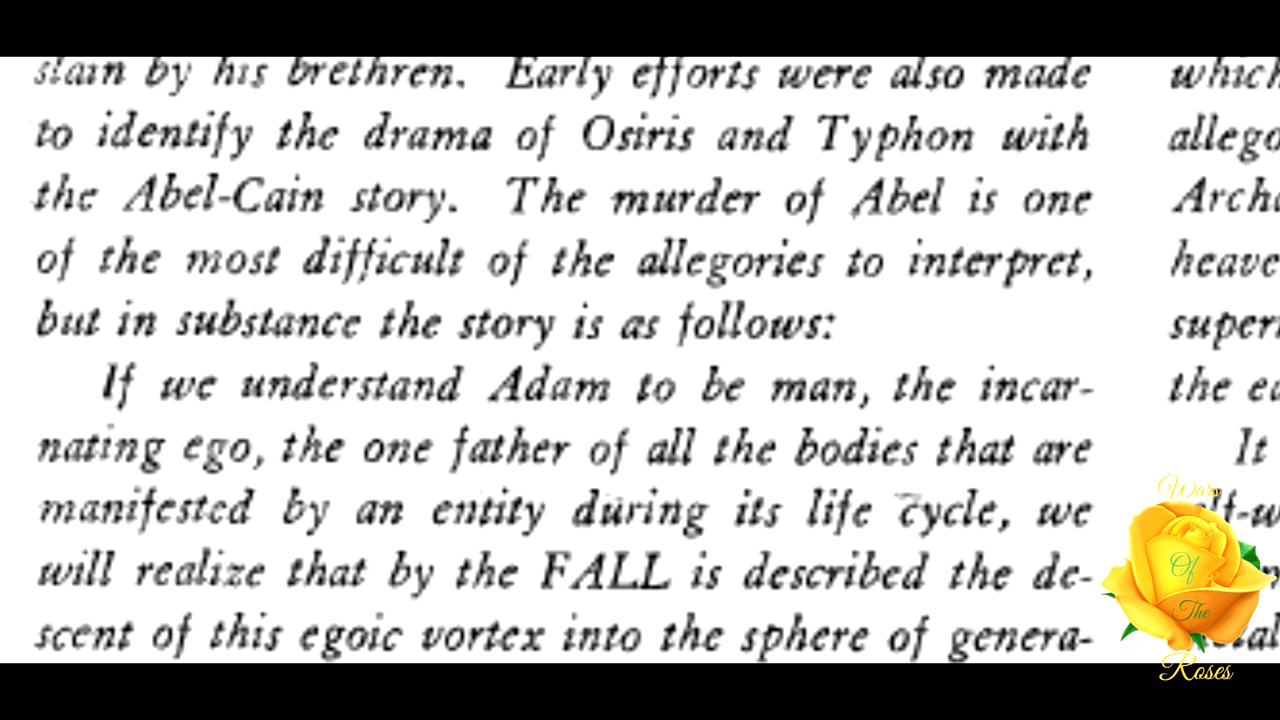 slain by his brethren. Early efforts were also made
to identify the drama of Osiris and Typhon with
the Abel-Cain story. The murder of Abel is one
of the most difficult of the allegories to interpret,
but in substance the story is as follows:
If we understand Adam to be man, the incar-
nating ego, the one father of all the bodies that are
manifested by an entity during its life cycle, we
will realize that by the FALL is described the de-
scent of this egoic vortex into the sphere of genera-
which
the
It
Wars
Of
The
Roses